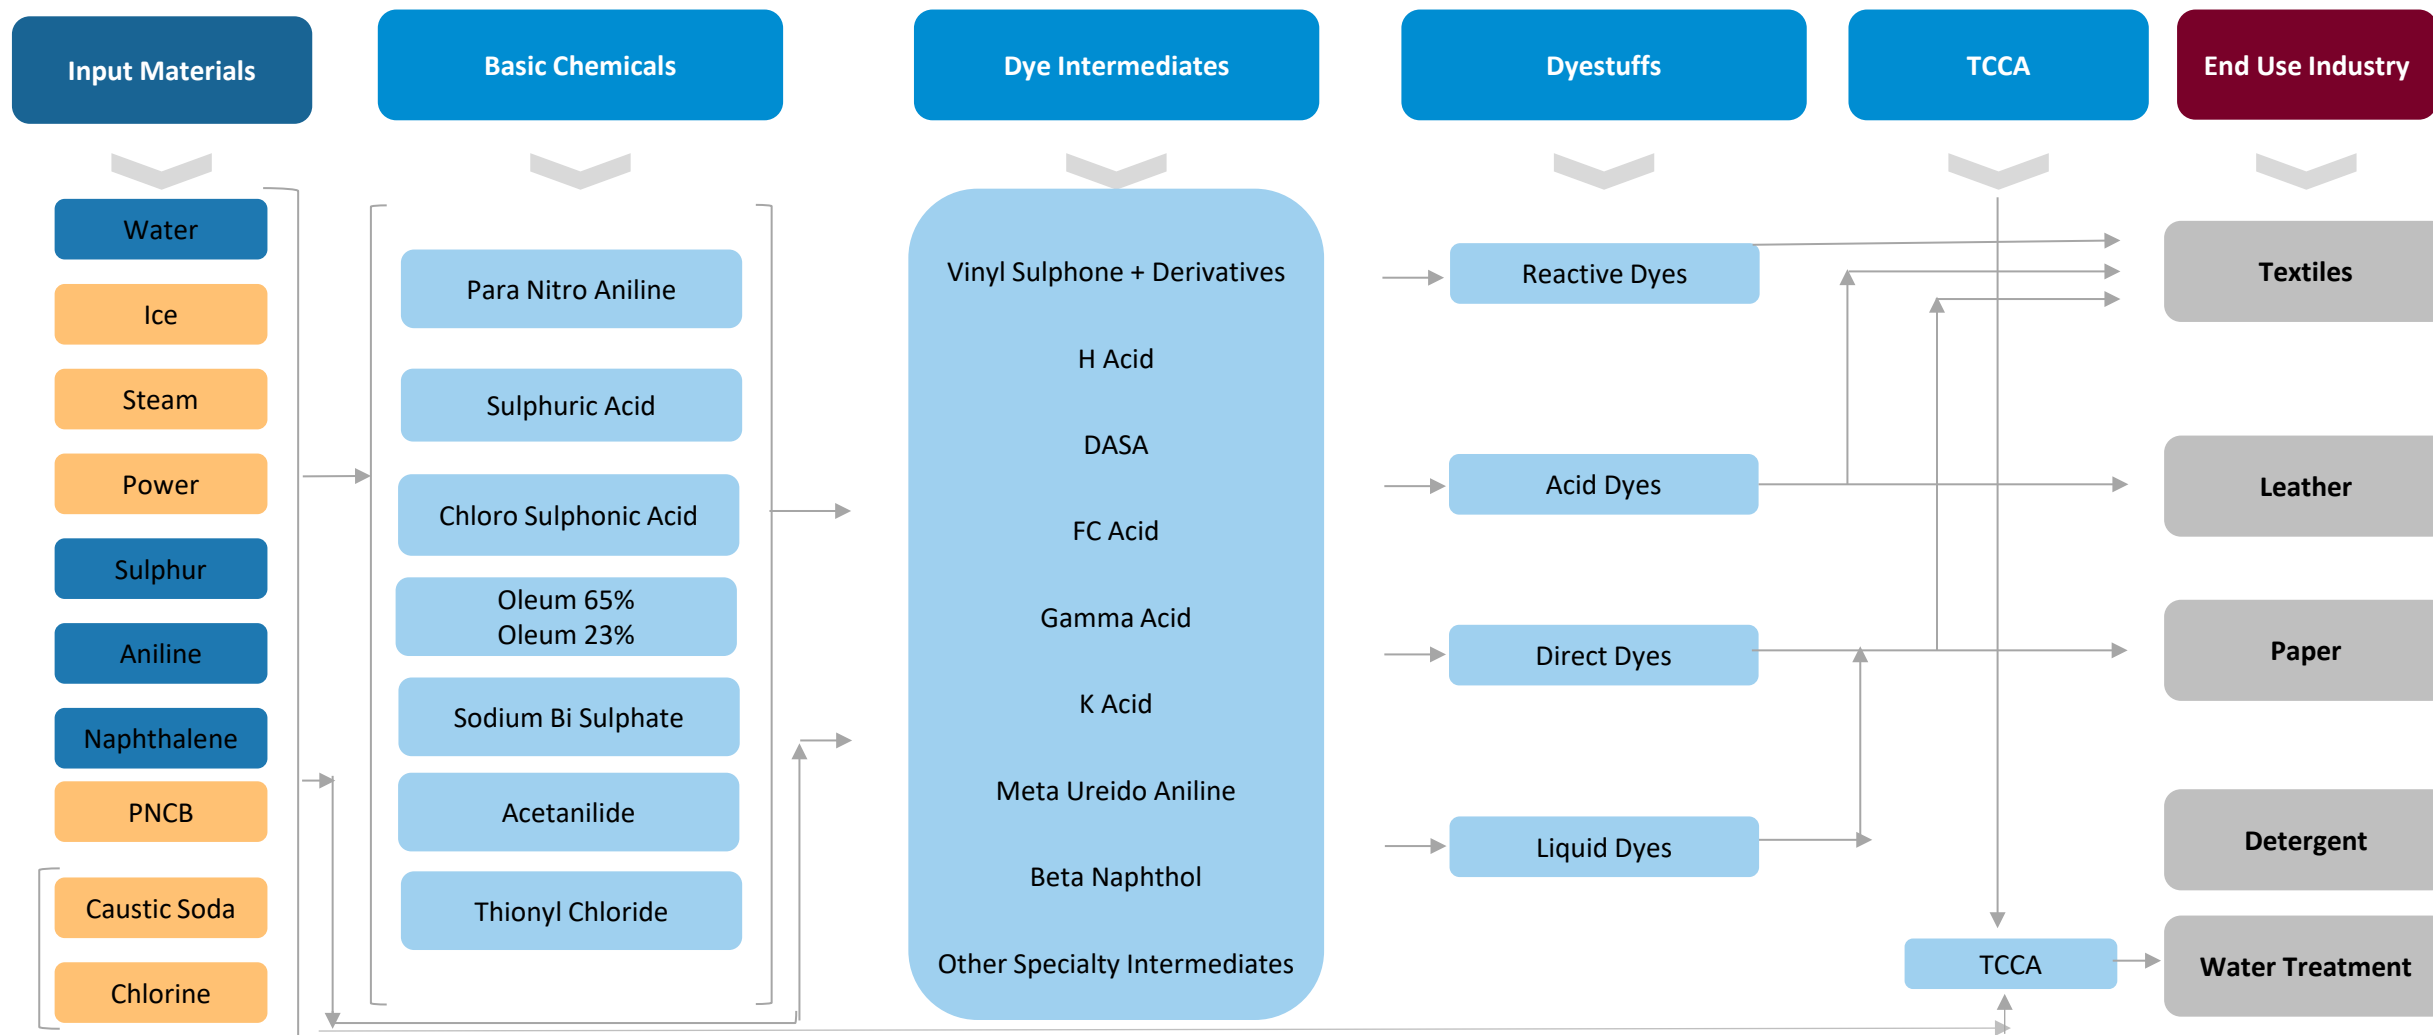 Input Materials
Basic Chemicals
Dye Intermediates
Dyestuffs
TCCA
End Use Industry
Water
Ice
Steam
Power
Sulphur
Aniline
Naphthalene
PNCB
Caustic Soda
Chlorine
Para Nitro Aniline
Sulphuric Acid
Chloro Sulphonic Acid
Oleum 65%
Oleum 23%
Sodium Bi Sulphate
Acetanilide
Thionyl Chloride
Vinyl Sulphone + Derivatives
H Acid
DASA
FC Acid
Gamma Acid
K Acid
Meta Ureido Aniline
Beta Naphthol
Other Specialty Intermediates
Reactive Dyes
Acid Dyes
Direct Dyes
Liquid Dyes
TCCA
Textiles
Leather
Paper
Detergent
Water Treatment